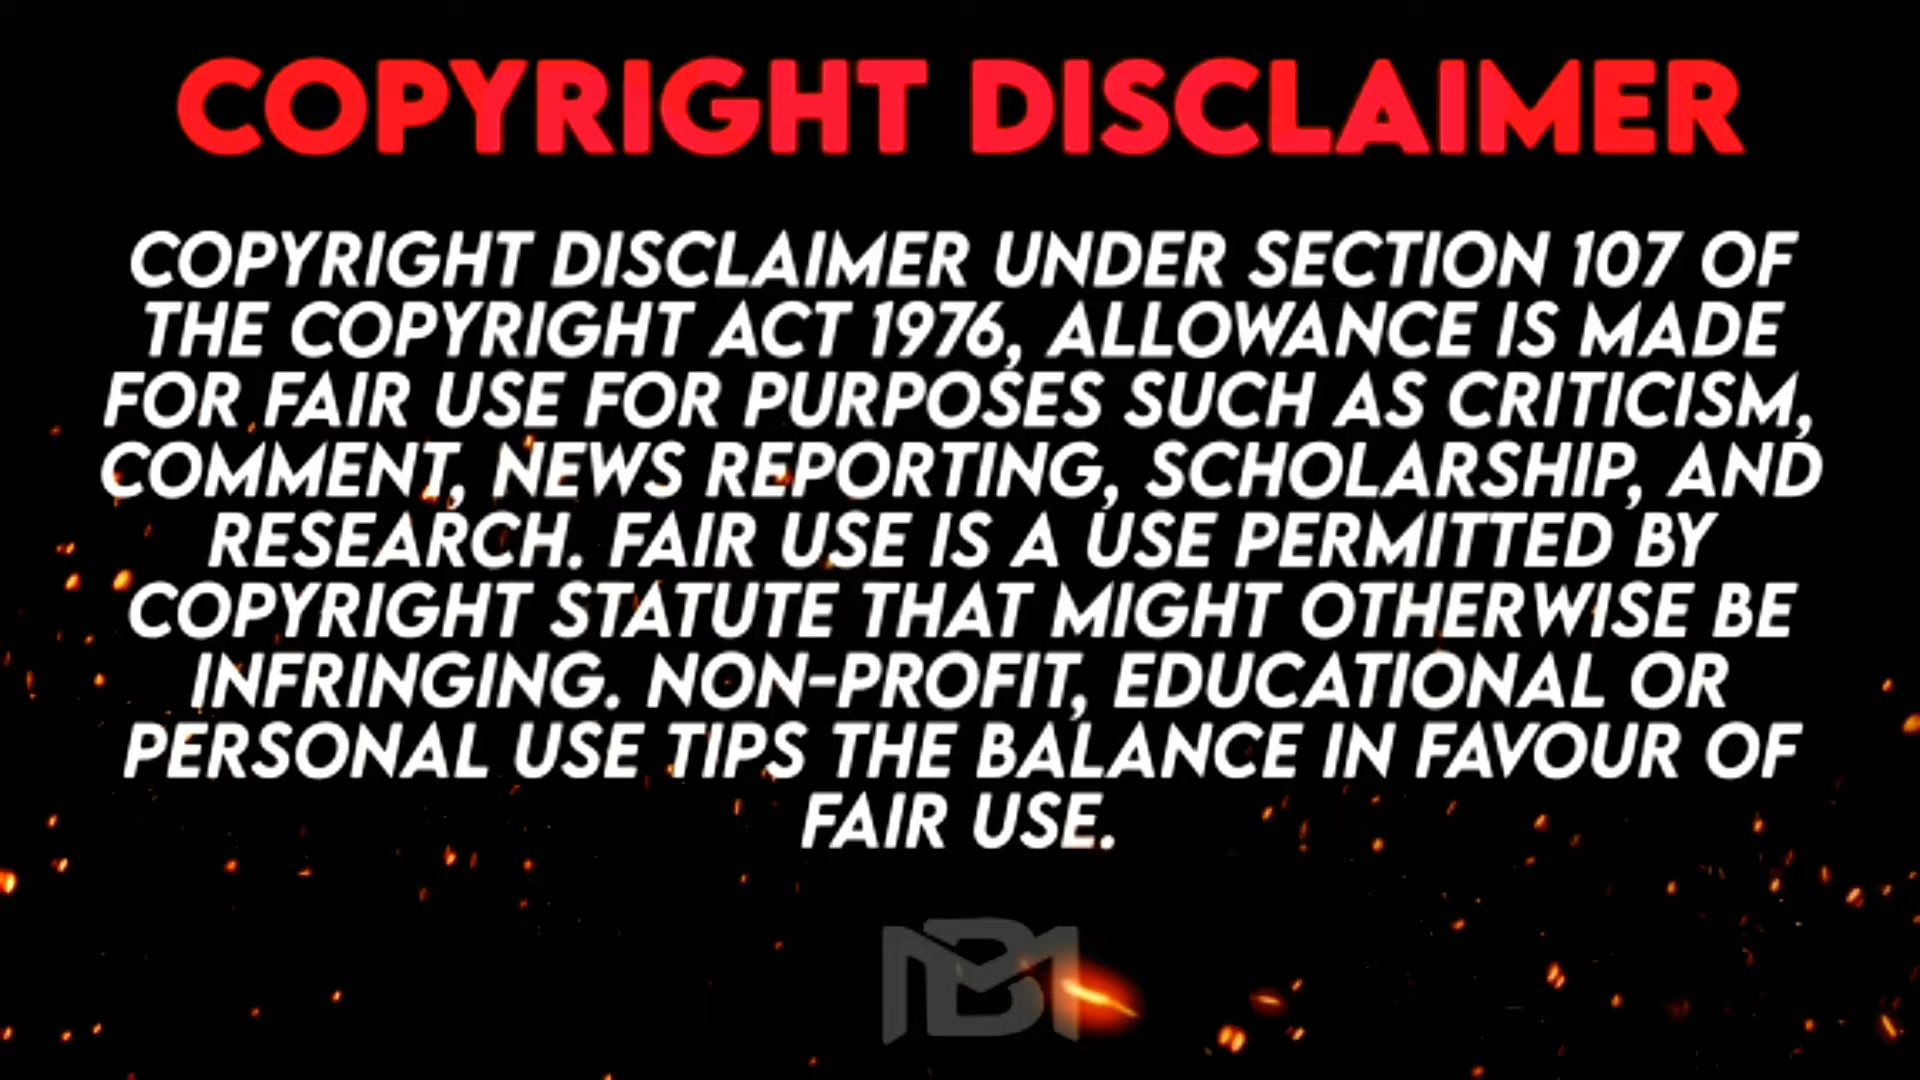 COPYRIGHT DISCLAIMER
COPYRIGHT DISCLAIMER UNDER SECTION 107 OF
THE COPYRIGHT ACT 1976, ALLOWANCE IS MADE
FOR FAIR USE FOR PURPOSES SUCH AS CRITICISM,
COMMENT, NEWS REPORTING, SCHOLARSHIP, AND
RESEARCH. FAIR USE IS A USE PERMITTED BY
COPYRIGHT STATUTE THAT MIGHT OTHERWISE BE
INFRINGING. NON-PROFIT, EDUCATIONAL OR
PERSONAL USE TIPS THE BALANCE IN FAVOUR OF
FAIR USE.